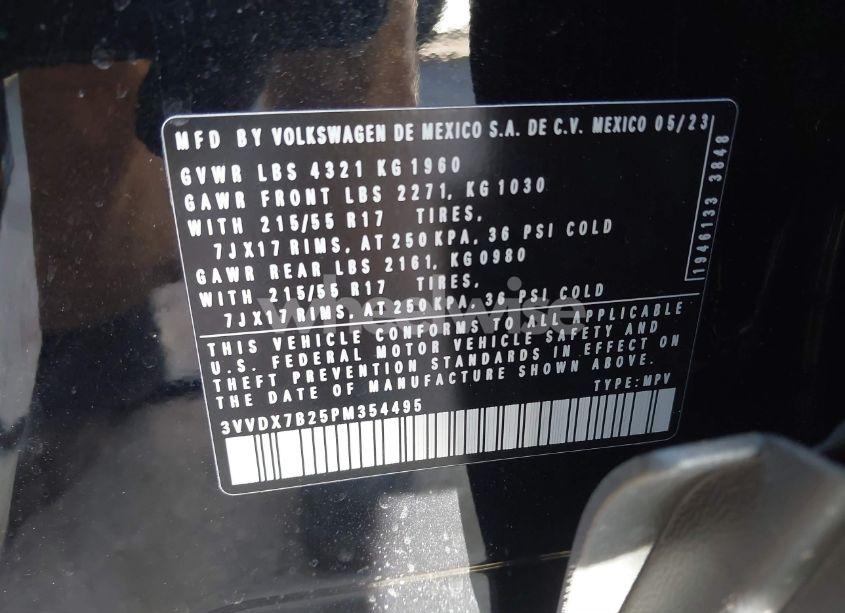 MFD BY VOLKSWAGEN DE MEXICO S.A. DE C.V. MEXICO 05/23
GVWR LBS 4321 KG 1960
GAWR FRONT LBS 2271, KG 1030
WITH 215/55 R17 TIRES,
7JX17 RIMS, AT 250 KPA, 36 PSI COLD
GAWR REAR LBS 2161, KG0980
WITH 215/55 R17 TIRES,
7JX17 RIMS, AT 250 KPA, 36 PSI COLD
THIS VEHICLE CONFORMS TO ALL APPLICABLE
U.S. FEDERAL MOTOR VEHICLE SAFETY AND
THEFT PREVENTION STANDARDS IN EFFECT ON
THE DATE OF MANUFACTURE SHOWN ABOVE.
TYPE: MPV
3VVDX7B25PM354495
1946133 3848
wheelwise